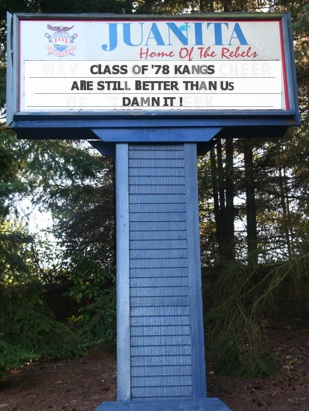 JUANITA
Home Of The Rebels
CLASS OF '78 KANGS
ARE STILL BETTER THAN US
DAMN IT !